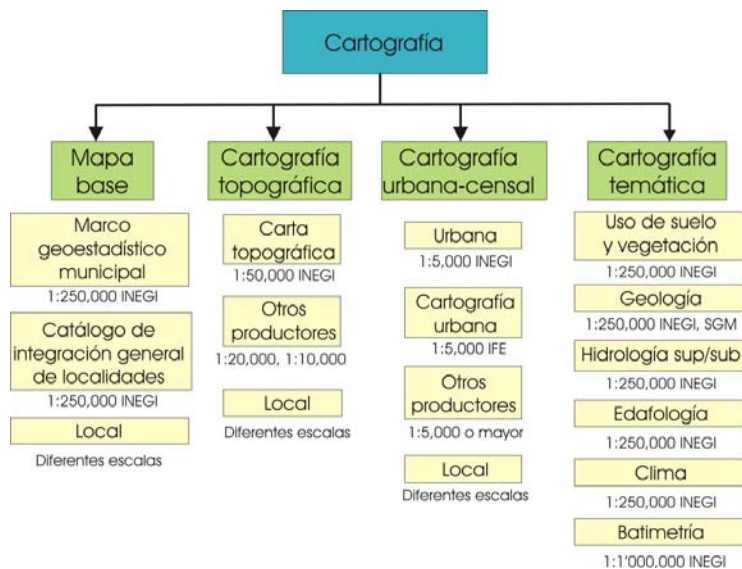 Cartografía
Mapa
base
Marco
geoestadístico
municipal
1:250,000 INEGI
Catálogo de
integración general
de localidades
1:250,000 INEGI
Local
Diferentes escalas
Cartografía
topográfica
Carta
topográfica
1:50,000 INEGI
Otros
productores
1:20,000, 1:10,000
Local
Diferentes escalas
Cartografía
urbana-censal
Urbana
1:5,000 INEGI
Cartografía
urbana
1:5,000 IFE
Otros
productores
1:5,000 o mayor
Local
Diferentes escalas
Cartografía
temática
Uso de suelo
y vegetación
1:250,000 INEGI
Geología
1:250,000 INEGI, SGM
Hidrología sup/sub
1:250,000 INEGI
Edafología
1:250,000 INEGI
Clima
1:250,000 INEGI
Batimetría
1:1'000,000 INEGI